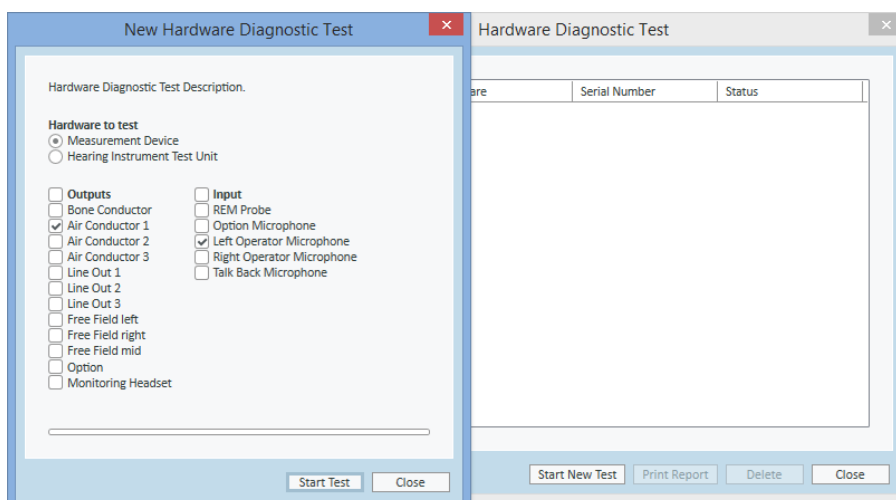 New Hardware Diagnostic Test
Hardware Diagnostic Test Description.
Hardware to test
Measurement Device
Hearing Instrument Test Unit
Outputs
Bone Conductor
Air Conductor 1
Air Conductor 2
Air Conductor 3
Line Out 1
Line Out 2
Line Out 3
Free Field left
Free Field right
Free Field mid
Option
Monitoring Headset
Input
REM Probe
Option Microphone
Left Operator Microphone
Right Operator Microphone
Talk Back Microphone
Start Test Close
Hardware Diagnostic Test
are Serial Number Status
Start New Test Print Report Delete Close